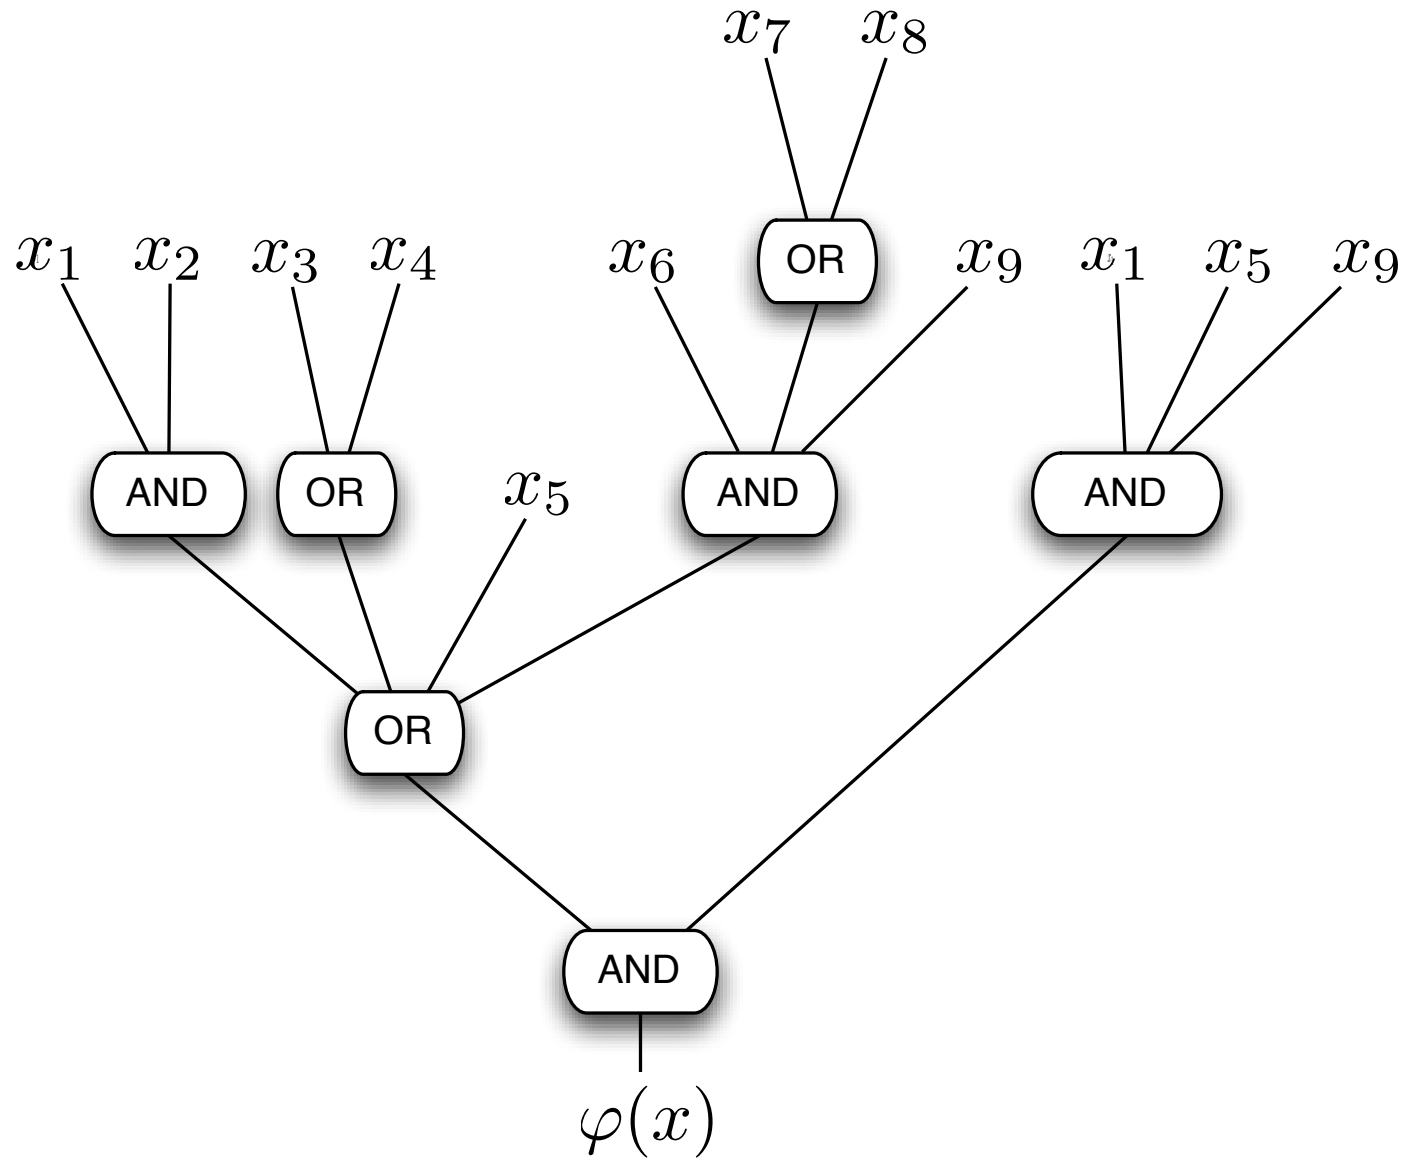 x₇ x₈
x₁ x₂ x₃ x₄ x₆ OR x₉ x₁ x₅ x₉
AND OR x₅ AND AND
OR
AND
φ(x)